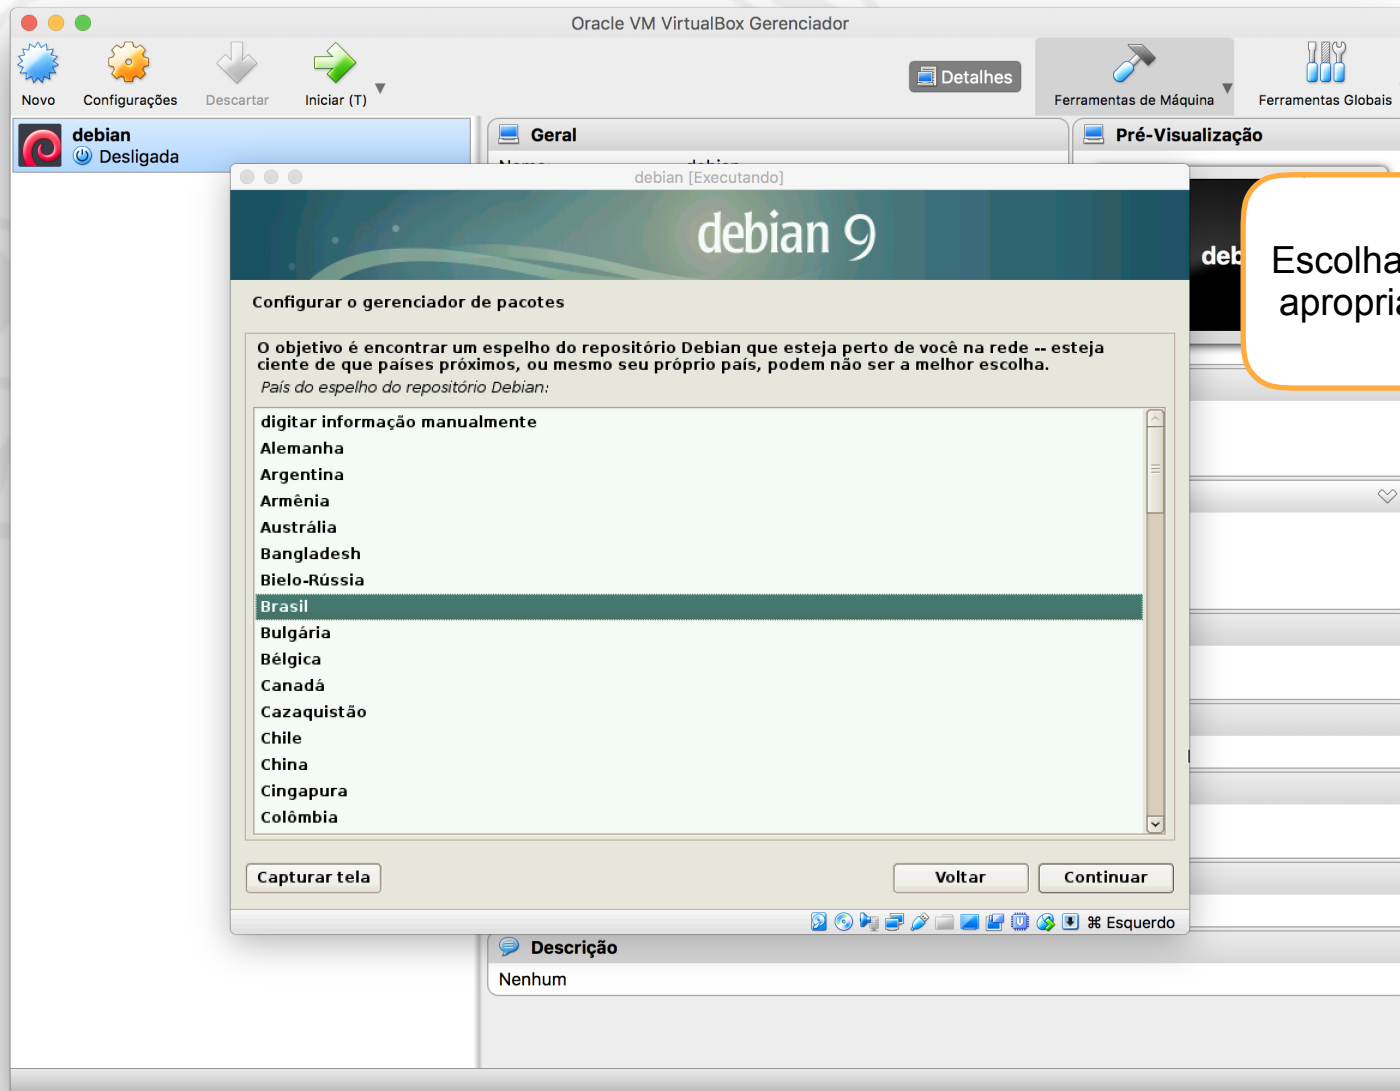 Oracle VM VirtualBox Gerenciador
Novo
Configurações
Descartar
Iniciar (T)
Detalhes
Ferramentas de Máquina
Ferramentas Globais
debian
Desligada
Geral
Pré-Visualização
debian [Executando]
debian 9
deb
Escolha
apropria
Configurar o gerenciador de pacotes
O objetivo é encontrar um espelho do repositório Debian que esteja perto de você na rede -- esteja
ciente de que países próximos, ou mesmo seu próprio país, podem não ser a melhor escolha.
País do espelho do repositório Debian:
digitar informação manualmente
Alemanha
Argentina
Armênia
Austrália
Bangladesh
Bielo-Rússia
Brasil
Bulgária
Bélgica
Canadá
Cazaquistão
Chile
China
Cingapura
Colômbia
Capturar tela
Voltar
Continuar
⌘ Esquerdo
Descrição
Nenhum